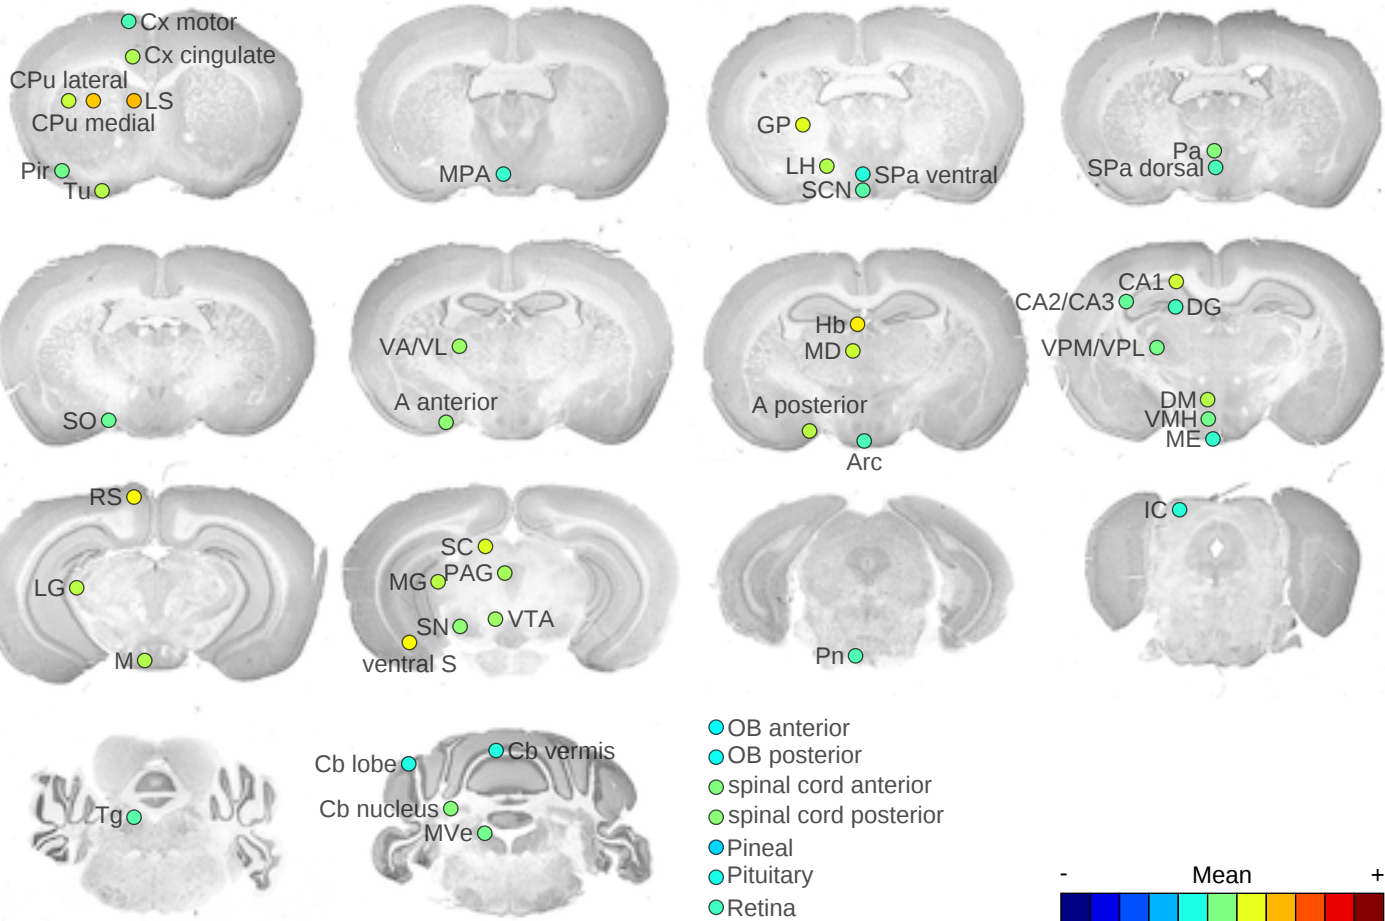 Cx motor
Cx cingulate
CPu lateral
LS
CPu medial
Pir
Tu
MPA
GP
LH
SPa ventral
SCN
Pa
SPa dorsal
SO
VA/VL
A anterior
Hb
MD
A posterior
Arc
CA1
CA2/CA3
DG
VPM/VPL
DM
VMH
ME
RS
LG
M
SC
MG
PAG
SN
VTA
ventral S
Pn
IC
Tg
Cb lobe
Cb vermis
Cb nucleus
MVe
OB anterior
OB posterior
spinal cord anterior
spinal cord posterior
Pineal
Pituitary
Retina
- Mean +